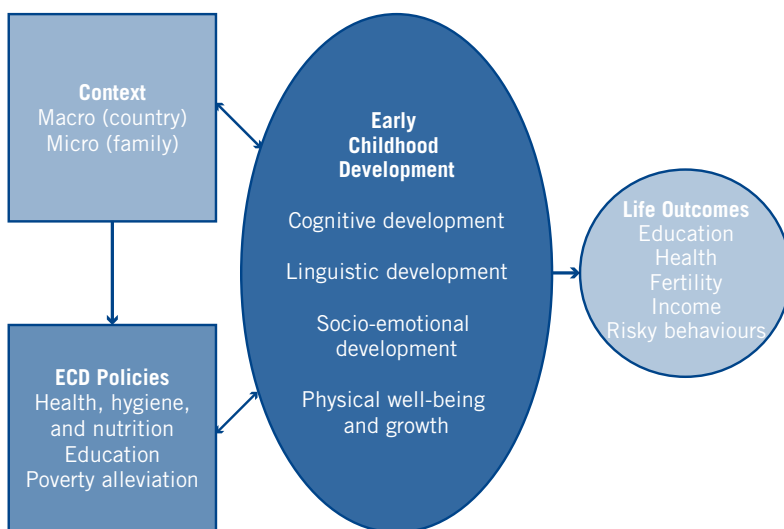 Context
Macro (country)
Micro (family)
ECD Policies
Health, hygiene,
and nutrition
Education
Poverty alleviation
Early
Childhood
Development
Cognitive development
Linguistic development
Socio-emotional
development
Physical well-being
and growth
Life Outcomes
Education
Health
Fertility
Income
Risky behaviours